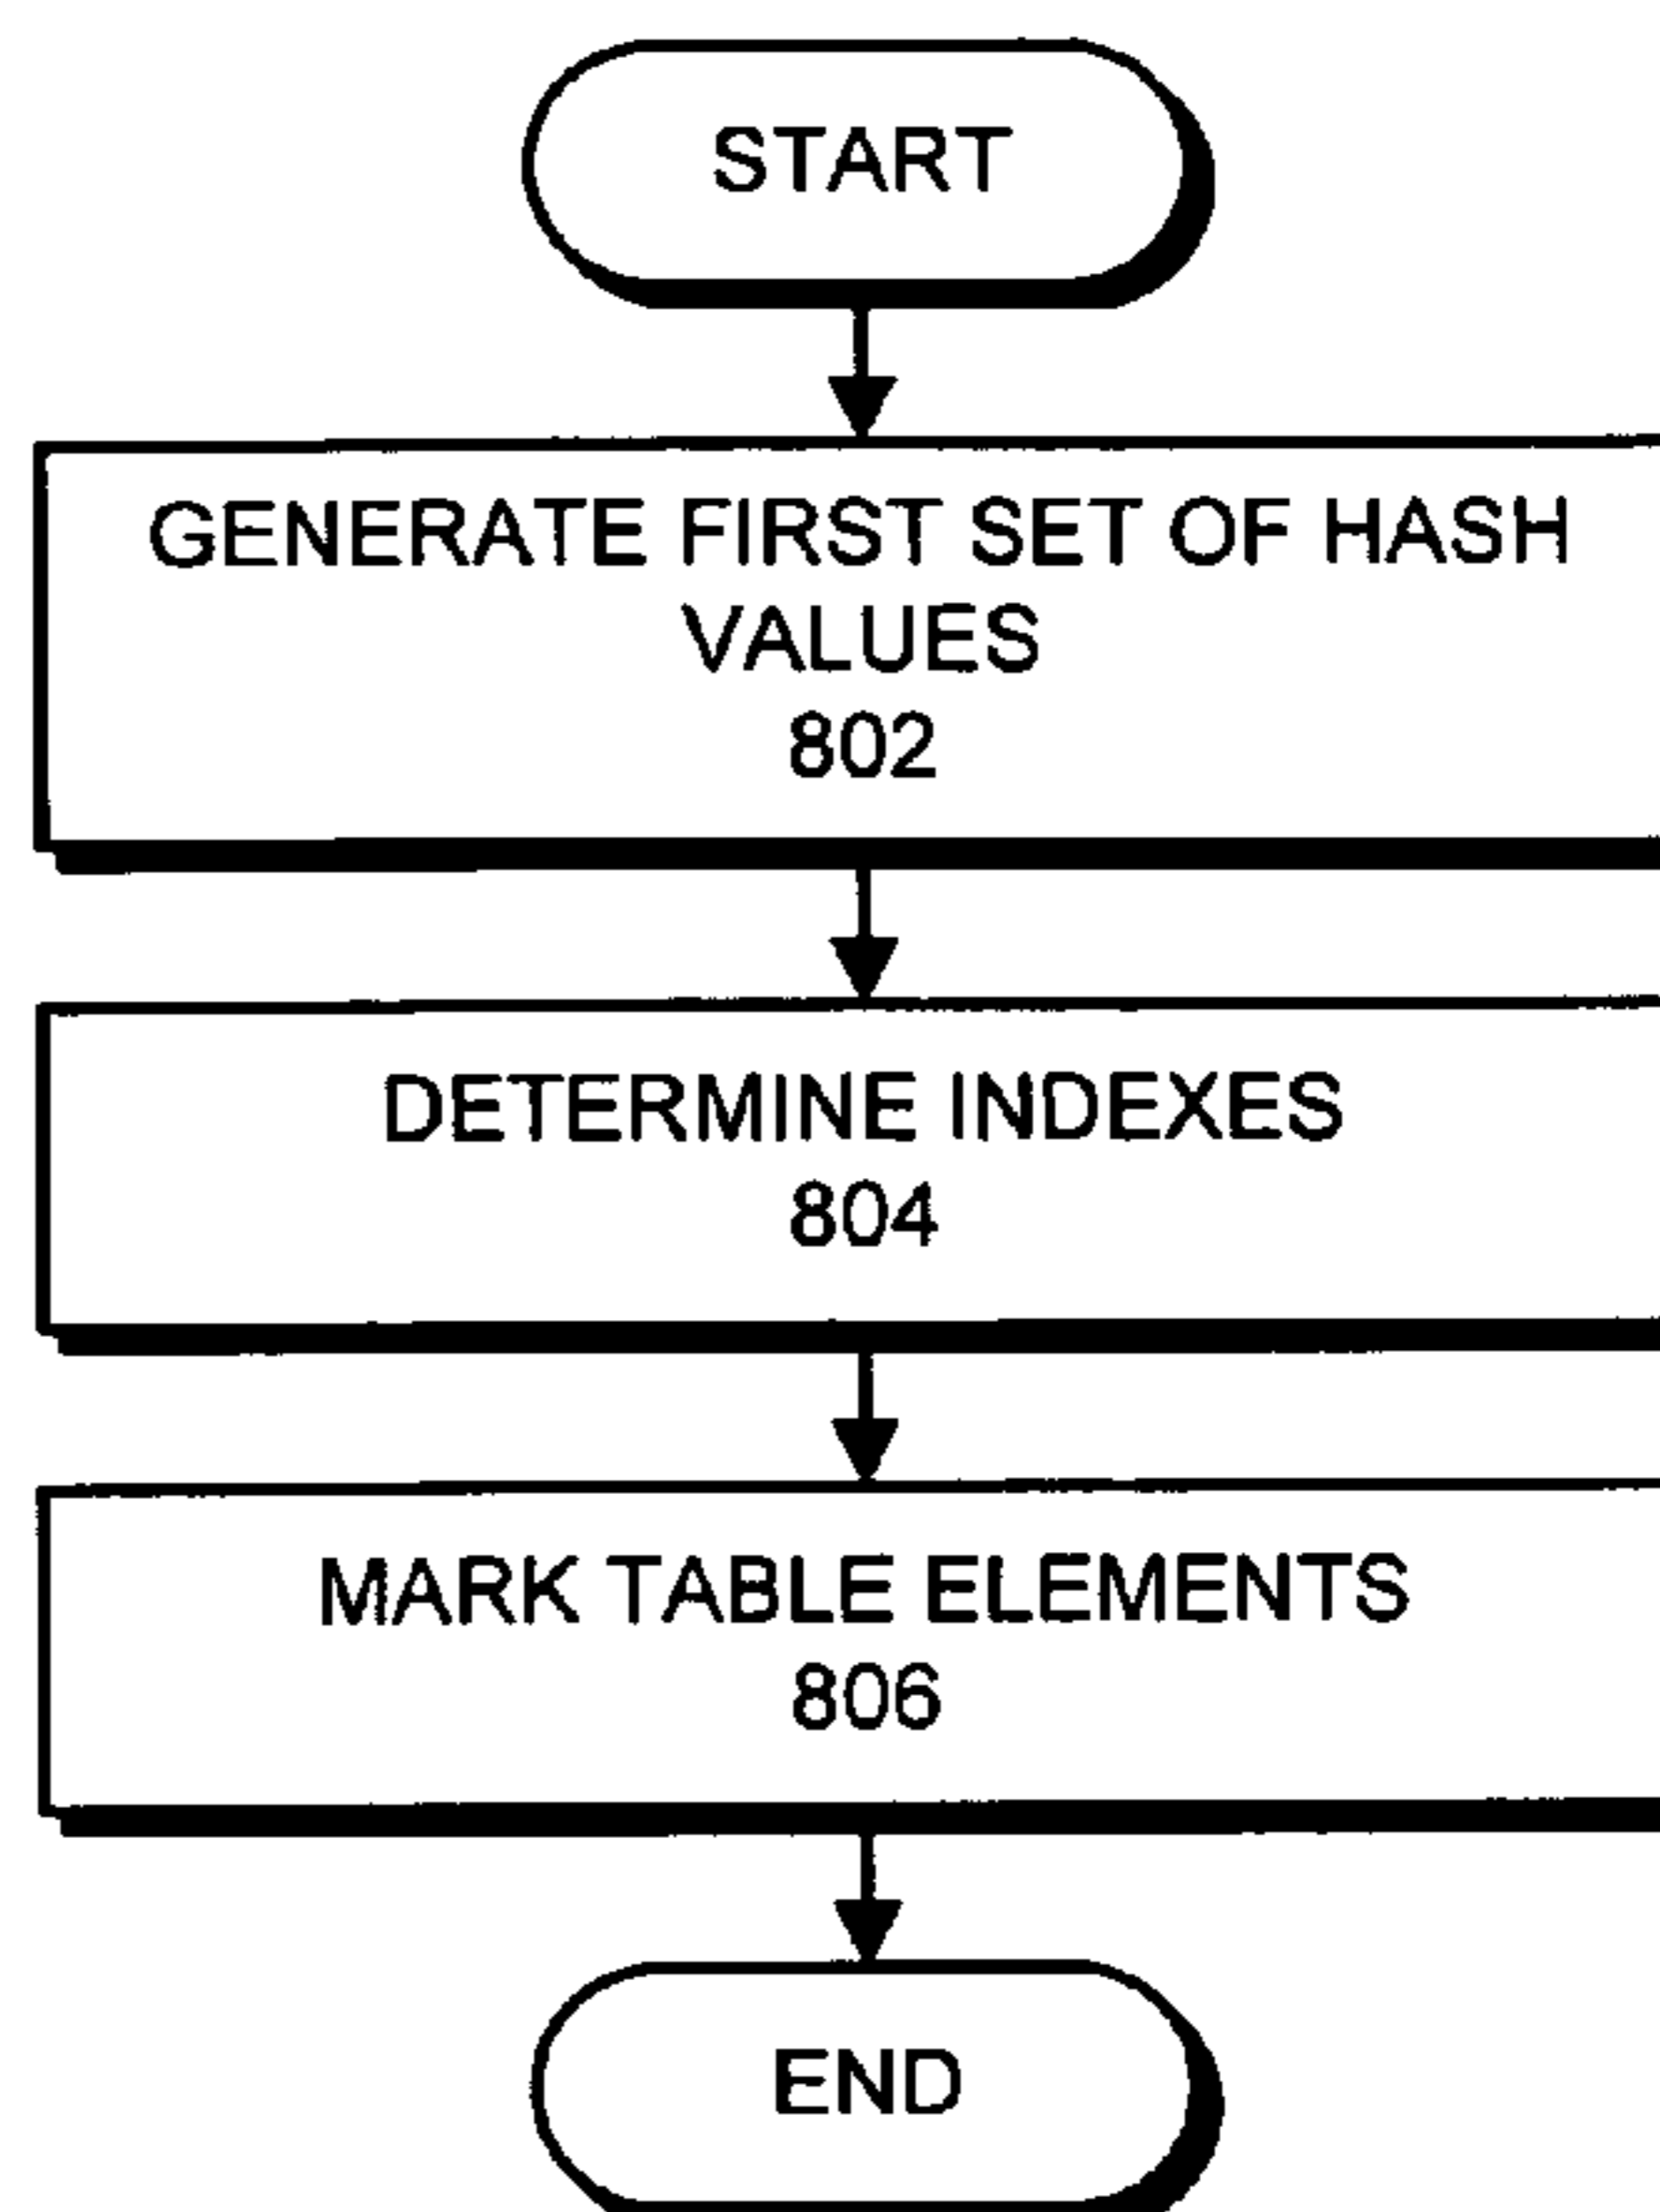 START
GENERATE FIRST SET OF HASH
VALUES
802
DETERMINE INDEXES
804
MARK TABLE ELEMENTS
806
END